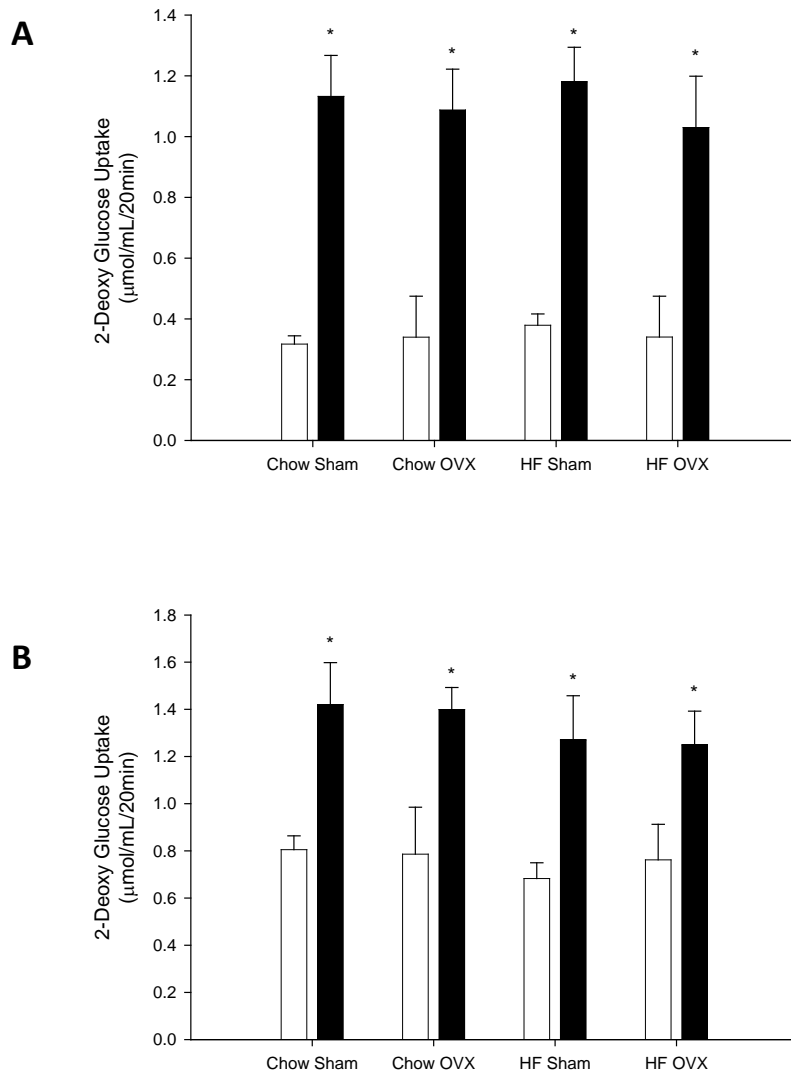 A
2-Deoxy Glucose Uptake
(μmol/mL/20min)
1.4
1.2
1.0
0.8
0.6
0.4
0.2
0.0
* * * *
Chow Sham Chow OVX HF Sham HF OVX
B
2-Deoxy Glucose Uptake
(μmol/mL/20min)
1.8
1.6
1.4
1.2
1.0
0.8
0.6
0.4
0.2
0.0
* * * *
Chow Sham Chow OVX HF Sham HF OVX